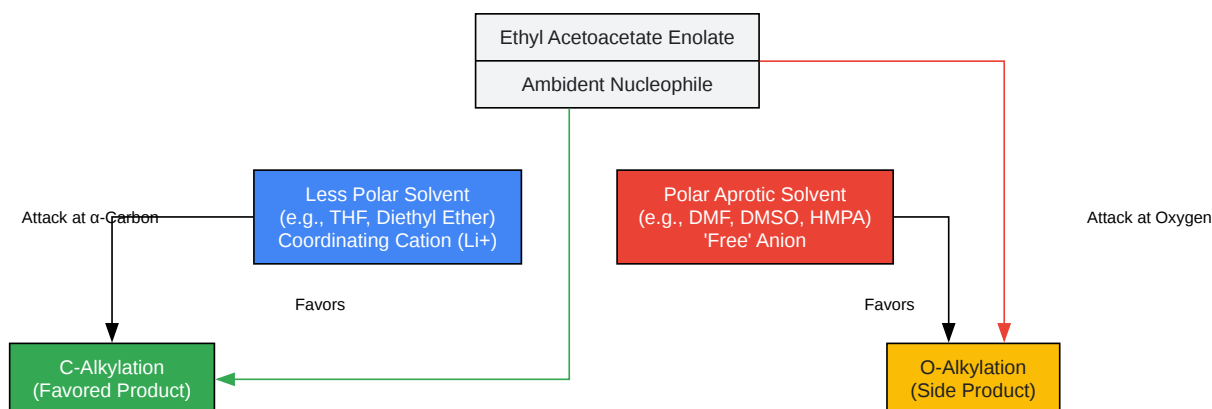 Ethyl Acetoacetate Enolate
Ambident Nucleophile
Less Polar Solvent
(e.g., THF, Diethyl Ether)
Coordinating Cation (Li+)
Polar Aprotic Solvent
(e.g., DMF, DMSO, HMPA)
'Free' Anion
Attack at α-Carbon
Attack at Oxygen
Favors
Favors
C-Alkylation
(Favored Product)
O-Alkylation
(Side Product)